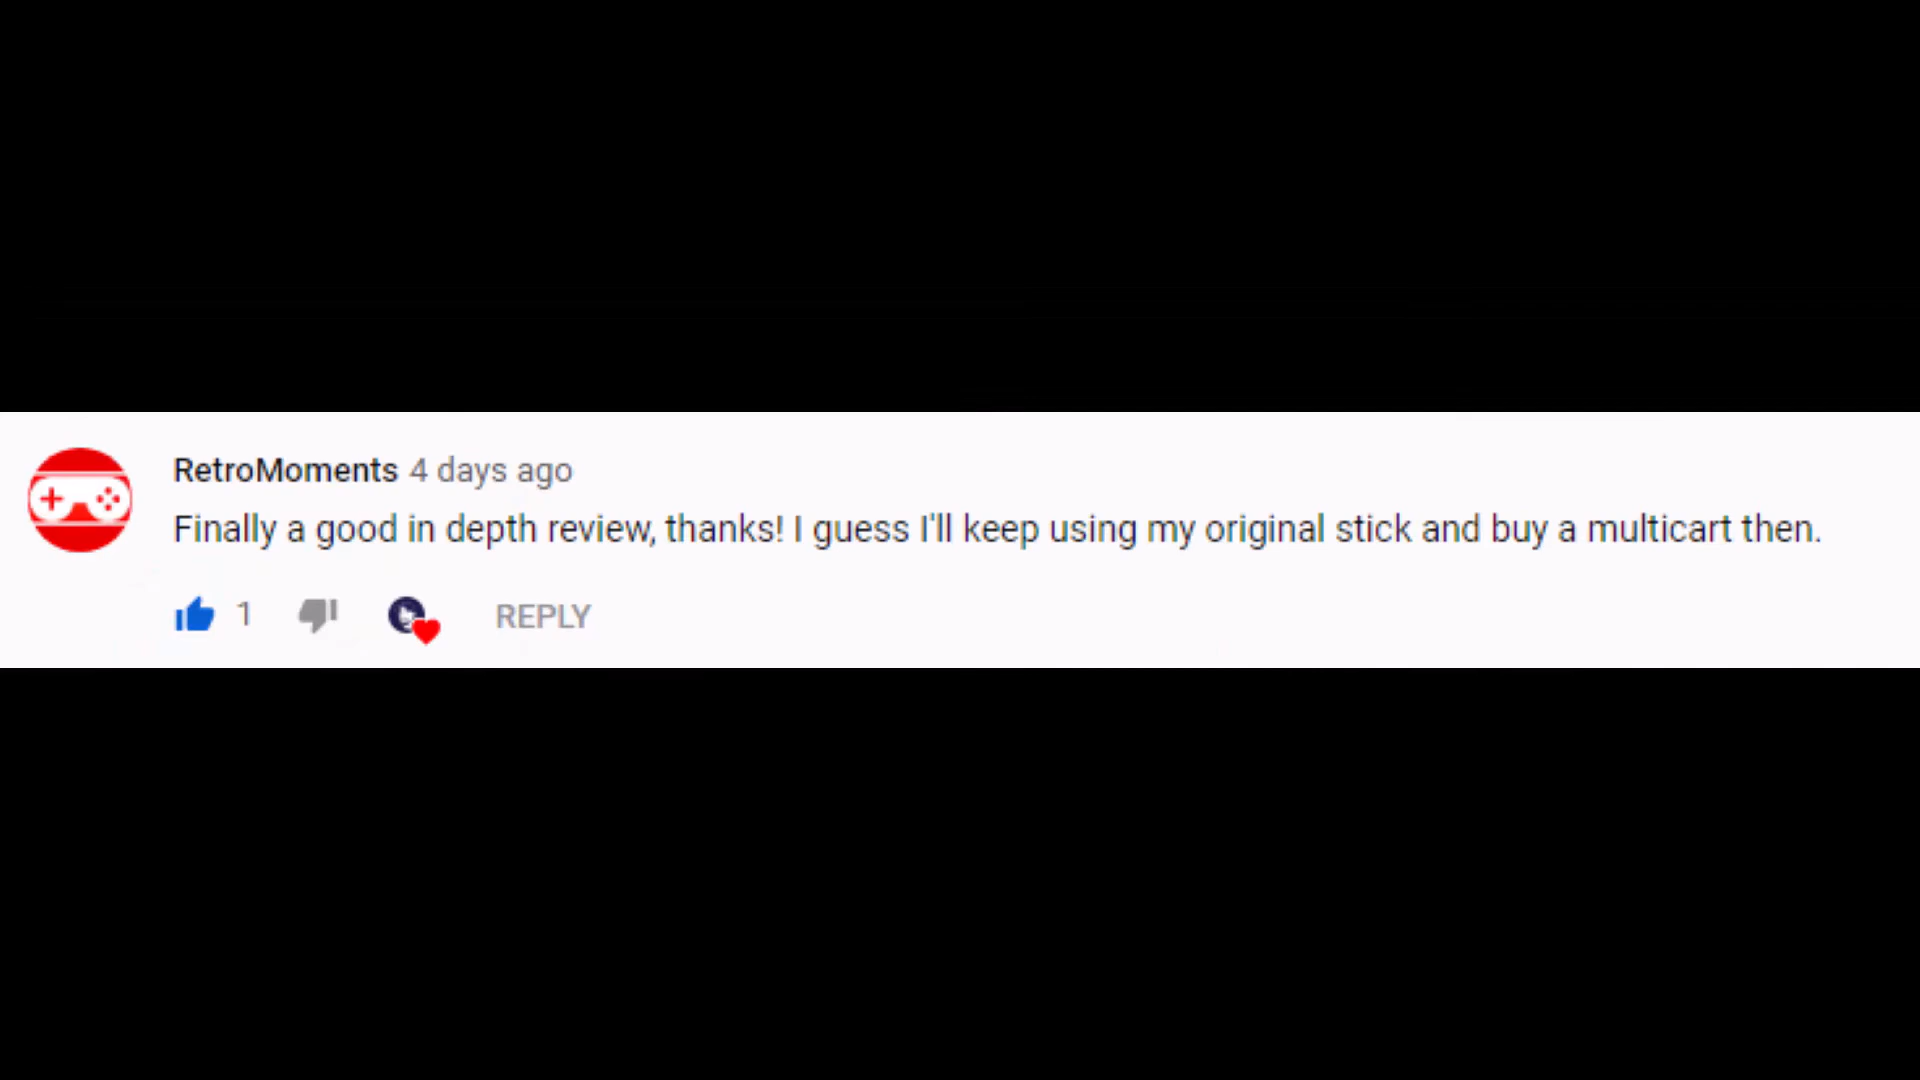 RetroMoments 4 days ago
Finally a good in depth review, thanks! I guess I'll keep using my original stick and buy a multicart then.
1 REPLY